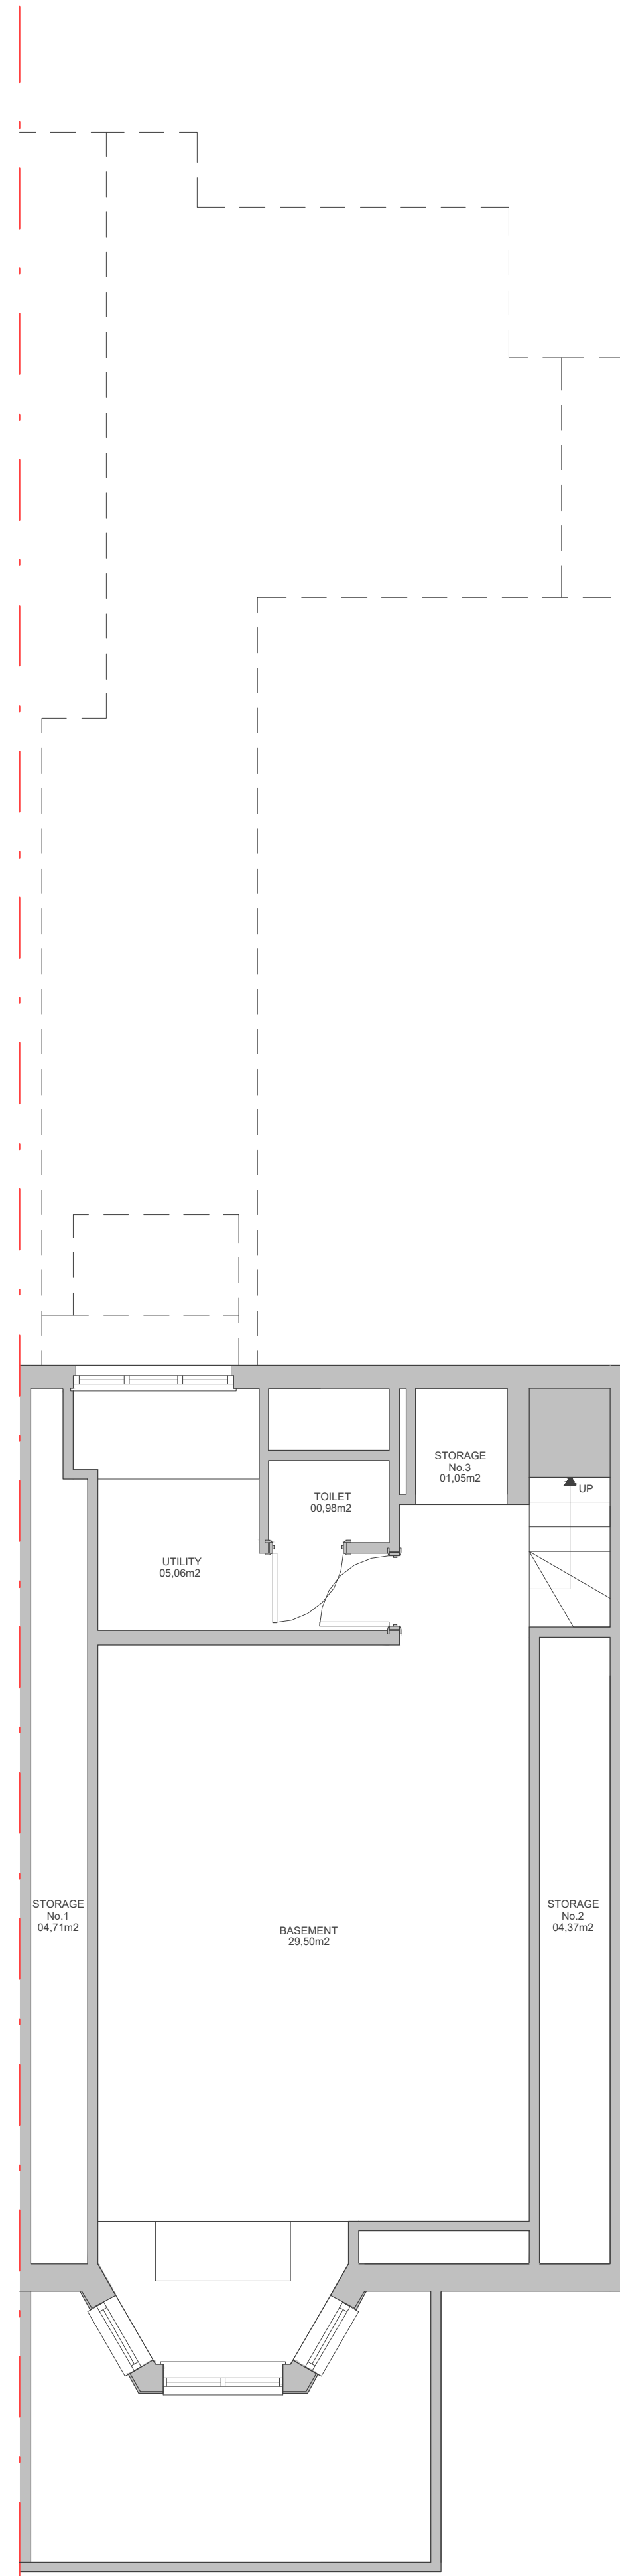 STORAGE
No.3
01,05m2
UP
TOILET
00,98m2
UTILITY
05,06m2
STORAGE
No.1
04,71m2
BASEMENT
29,50m2
STORAGE
No.2
04,37m2